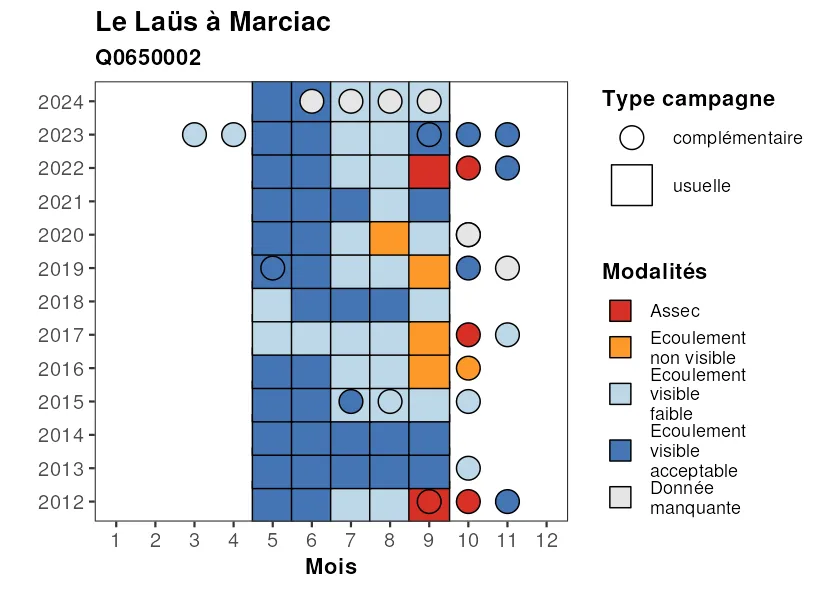 Le Laüs à Marciac
Q0650002
2024
2023
2022
2021
2020
2019
2018
2017
2016
2015
2014
2013
2012
1 2 3 4 5 6 7 8 9 10 11 12
Mois
Type campagne
complémentaire
usuelle
Modalités
Assec
Ecoulement
non visible
Ecoulement
visible
faible
Ecoulement
visible
acceptable
Donnée
manquante